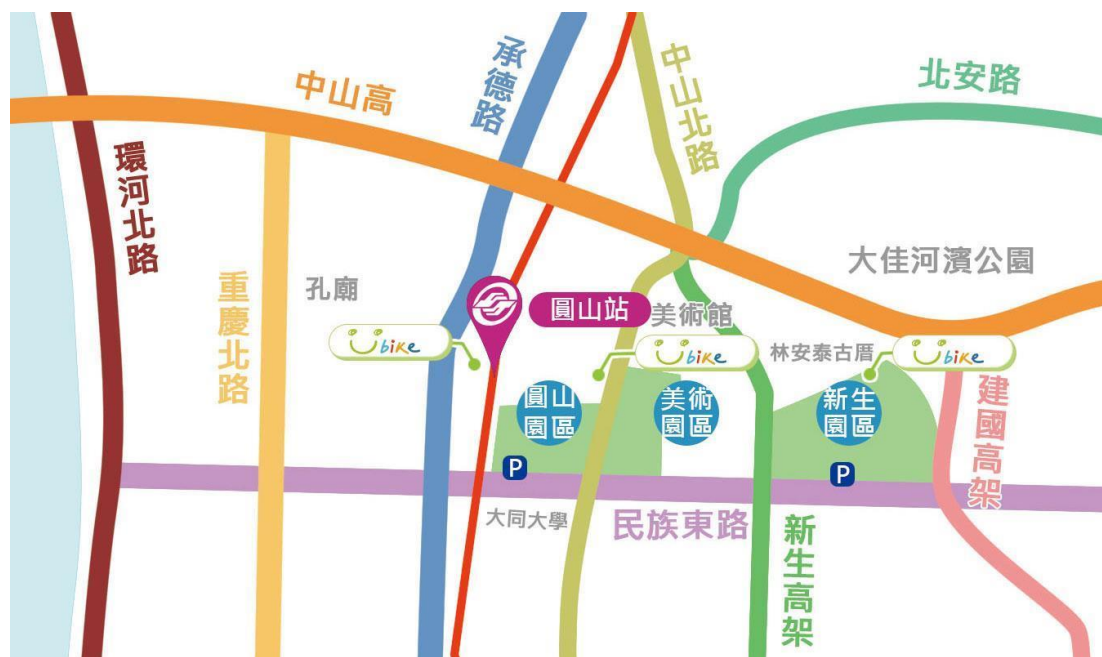 中山高
承德路
中山北路
北安路
環河北路
重慶北路
孔廟
圓山站
美術館
大佳河濱公園
林安泰古厝
Ubike
Ubike
Ubike
圓山
園區
美術
園區
新生
園區
建國高架
P
P
大同大學
民族東路
新生高架